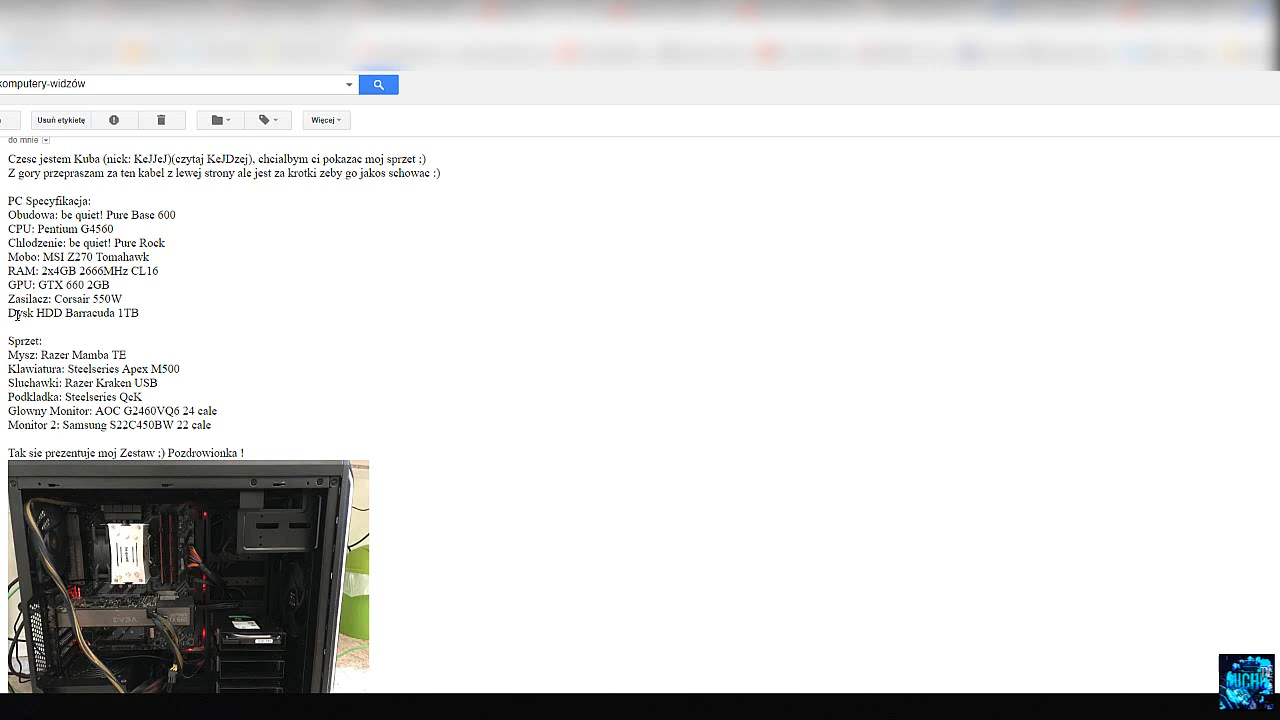 komputery-widzów
Usuń etykietę
Więcej
do mnie
Czesc jestem Kuba (nick: KeJJeJ)(czytaj KeJDzej), chcialbym ci pokazac moj sprzet ;)
Z gory przepraszam za ten kabel z lewej strony ale jest za krotki zeby go jakos schowac :)
PC Specyfikacja:
Obudowa: be quiet! Pure Base 600
CPU: Pentium G4560
Chlodzenie: be quiet! Pure Rock
Mobo: MSI Z270 Tomahawk
RAM: 2x4GB 2666MHz CL16
GPU: GTX 660 2GB
Zasilacz: Corsair 550W
Dysk HDD Barracuda 1TB
Sprzet:
Mysz: Razer Mamba TE
Klawiatura: Steelseries Apex M500
Sluchawki: Razer Kraken USB
Podkladka: Steelseries QcK
Glowny Monitor: AOC G2460VQ6 24 cale
Monitor 2: Samsung S22C450BW 22 cale
Tak sie prezentuje moj Zestaw ;) Pozdrowionka !
EVGA